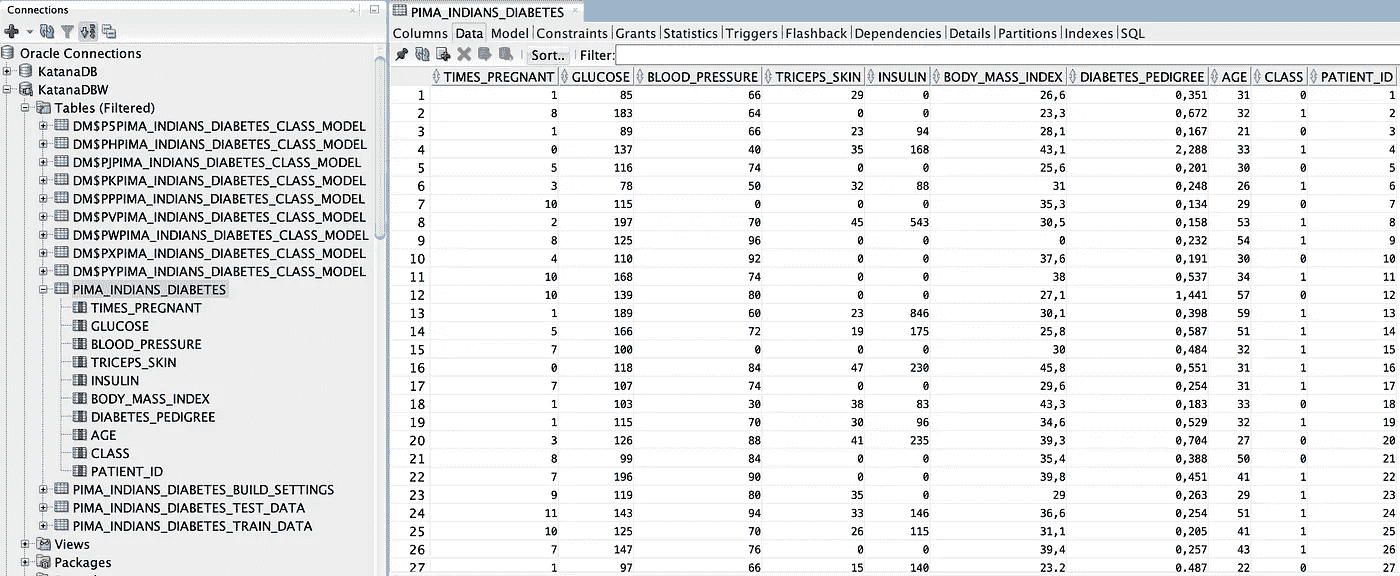 Connections
Oracle Connections
KatanaDB
KatanaDBW
Tables (Filtered)
DM$P5PIMA_INDIANS_DIABETES_CLASS_MODEL
DM$PHPIMA_INDIANS_DIABETES_CLASS_MODEL
DM$PJPIMA_INDIANS_DIABETES_CLASS_MODEL
DM$PKPIMA_INDIANS_DIABETES_CLASS_MODEL
DM$PPPIMA_INDIANS_DIABETES_CLASS_MODEL
DM$PVPIMA_INDIANS_DIABETES_CLASS_MODEL
DM$PWPIMA_INDIANS_DIABETES_CLASS_MODEL
DM$PXPIMA_INDIANS_DIABETES_CLASS_MODEL
DM$PYPIMA_INDIANS_DIABETES_CLASS_MODEL
PIMA_INDIANS_DIABETES
TIMES_PREGNANT
GLUCOSE
BLOOD_PRESSURE
TRICEPS_SKIN
INSULIN
BODY_MASS_INDEX
DIABETES_PEDIGREE
AGE
CLASS
PATIENT_ID
PIMA_INDIANS_DIABETES_BUILD_SETTINGS
PIMA_INDIANS_DIABETES_TEST_DATA
PIMA_INDIANS_DIABETES_TRAIN_DATA
Views
Packages
PIMA_INDIANS_DIABETES
Columns Data Model Constraints Grants Statistics Triggers Flashback Dependencies Details Partitions Indexes SQL
Sort.. Filter:
TIMES_PREGNANT GLUCOSE BLOOD_PRESSURE TRICEPS_SKIN INSULIN BODY_MASS_INDEX DIABETES_PEDIGREE AGE CLASS PATIENT_ID
1 1 85 66 29 0 26,6 0,351 31 0 1
2 8 183 64 0 0 23,3 0,672 32 1 2
3 1 89 66 23 94 28,1 0,167 21 0 3
4 0 137 40 35 168 43,1 2,288 33 1 4
5 5 116 74 0 0 25,6 0,201 30 0 5
6 3 78 50 32 88 31 0,248 26 1 6
7 10 115 0 0 0 35,3 0,134 29 0 7
8 2 197 70 45 543 30,5 0,158 53 1 8
9 8 125 96 0 0 0 0,232 54 1 9
10 4 110 92 0 0 37,6 0,191 30 0 10
11 10 168 74 0 0 38 0,537 34 1 11
12 10 139 80 0 0 27,1 1,441 57 0 12
13 1 189 60 23 846 30,1 0,398 59 1 13
14 5 166 72 19 175 25,8 0,587 51 1 14
15 7 100 0 0 0 30 0,484 32 1 15
16 0 118 84 47 230 45,8 0,551 31 1 16
17 7 107 74 0 0 29,6 0,254 31 1 17
18 1 103 30 38 83 43,3 0,183 33 0 18
19 1 115 70 30 96 34,6 0,529 32 1 19
20 3 126 88 41 235 39,3 0,704 27 0 20
21 8 99 84 0 0 35,4 0,388 50 0 21
22 7 196 90 0 0 39,8 0,451 41 1 22
23 9 119 80 35 0 29 0,263 29 1 23
24 11 143 94 33 146 36,6 0,254 51 1 24
25 10 125 70 26 115 31,1 0,205 41 1 25
26 7 147 76 0 0 39,4 0,257 43 1 26
27 1 97 66 15 140 23,2 0,487 22 0 27